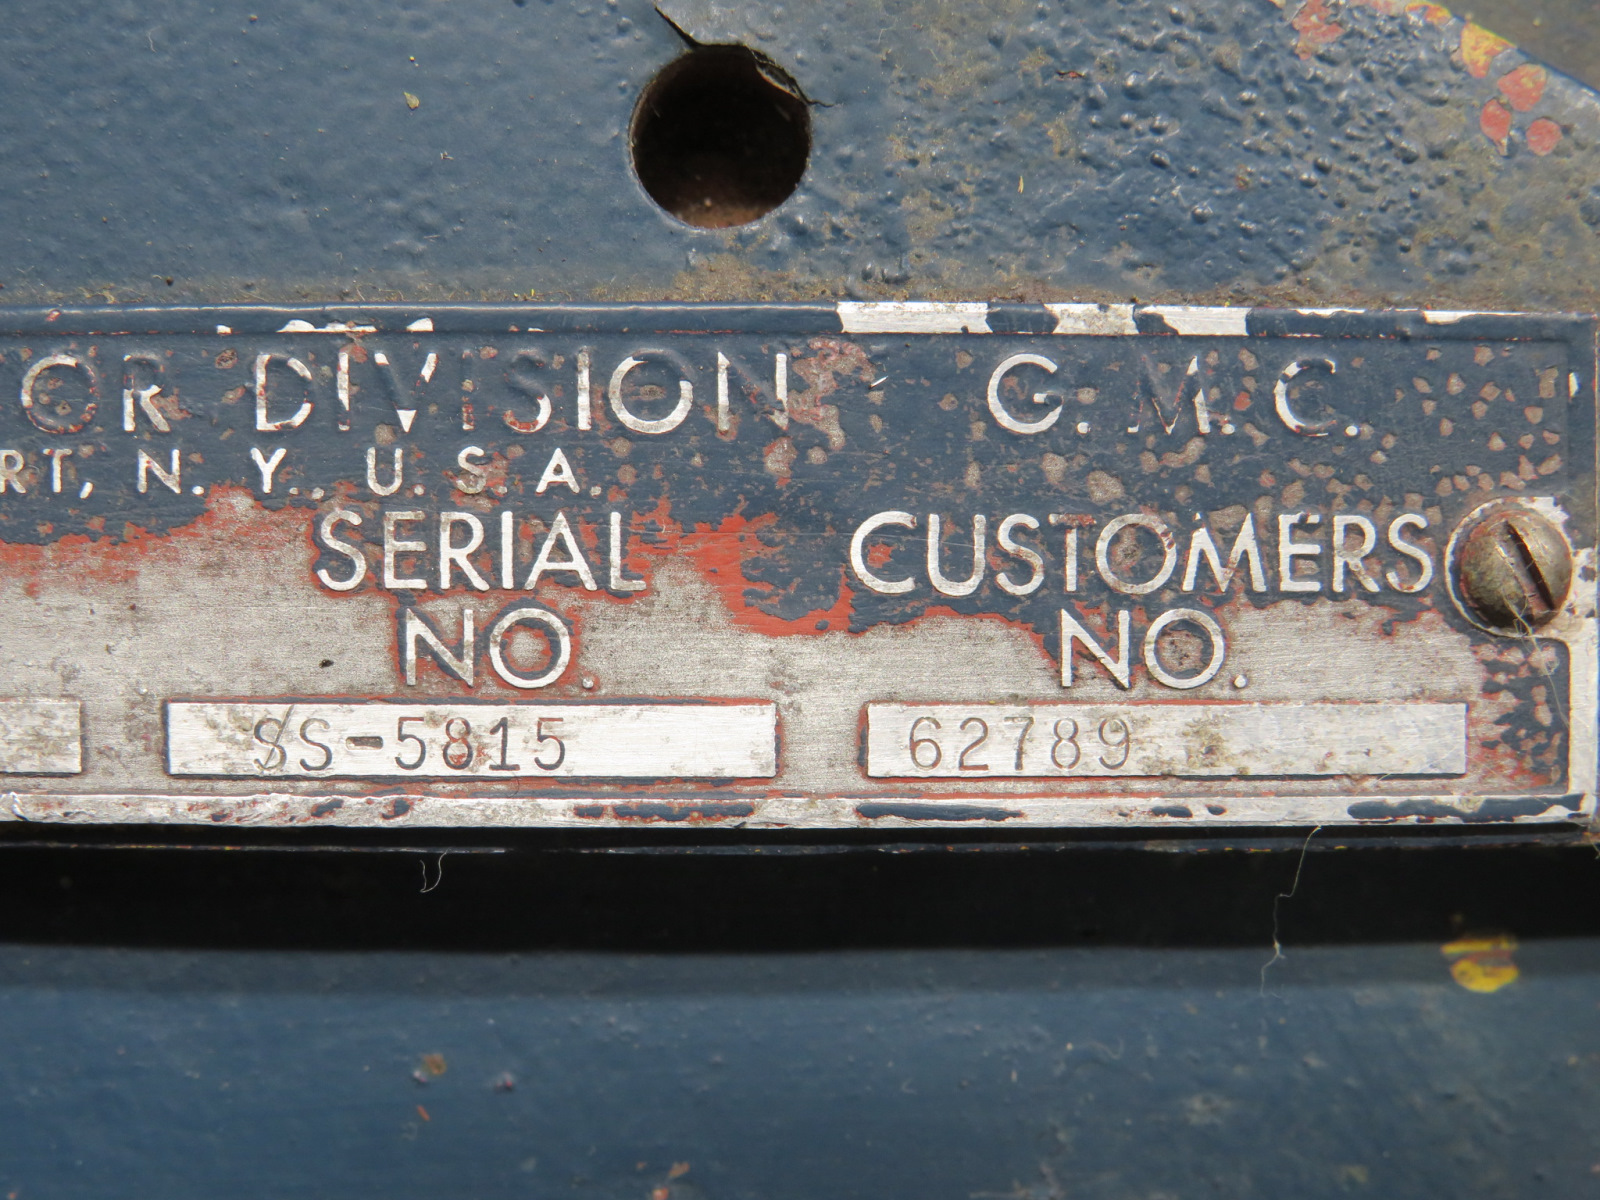 OR DIVISION G. M. C.
RT, N. Y., U. S. A.
SERIAL CUSTOMERS
NO. NO.
SS-5815 62789